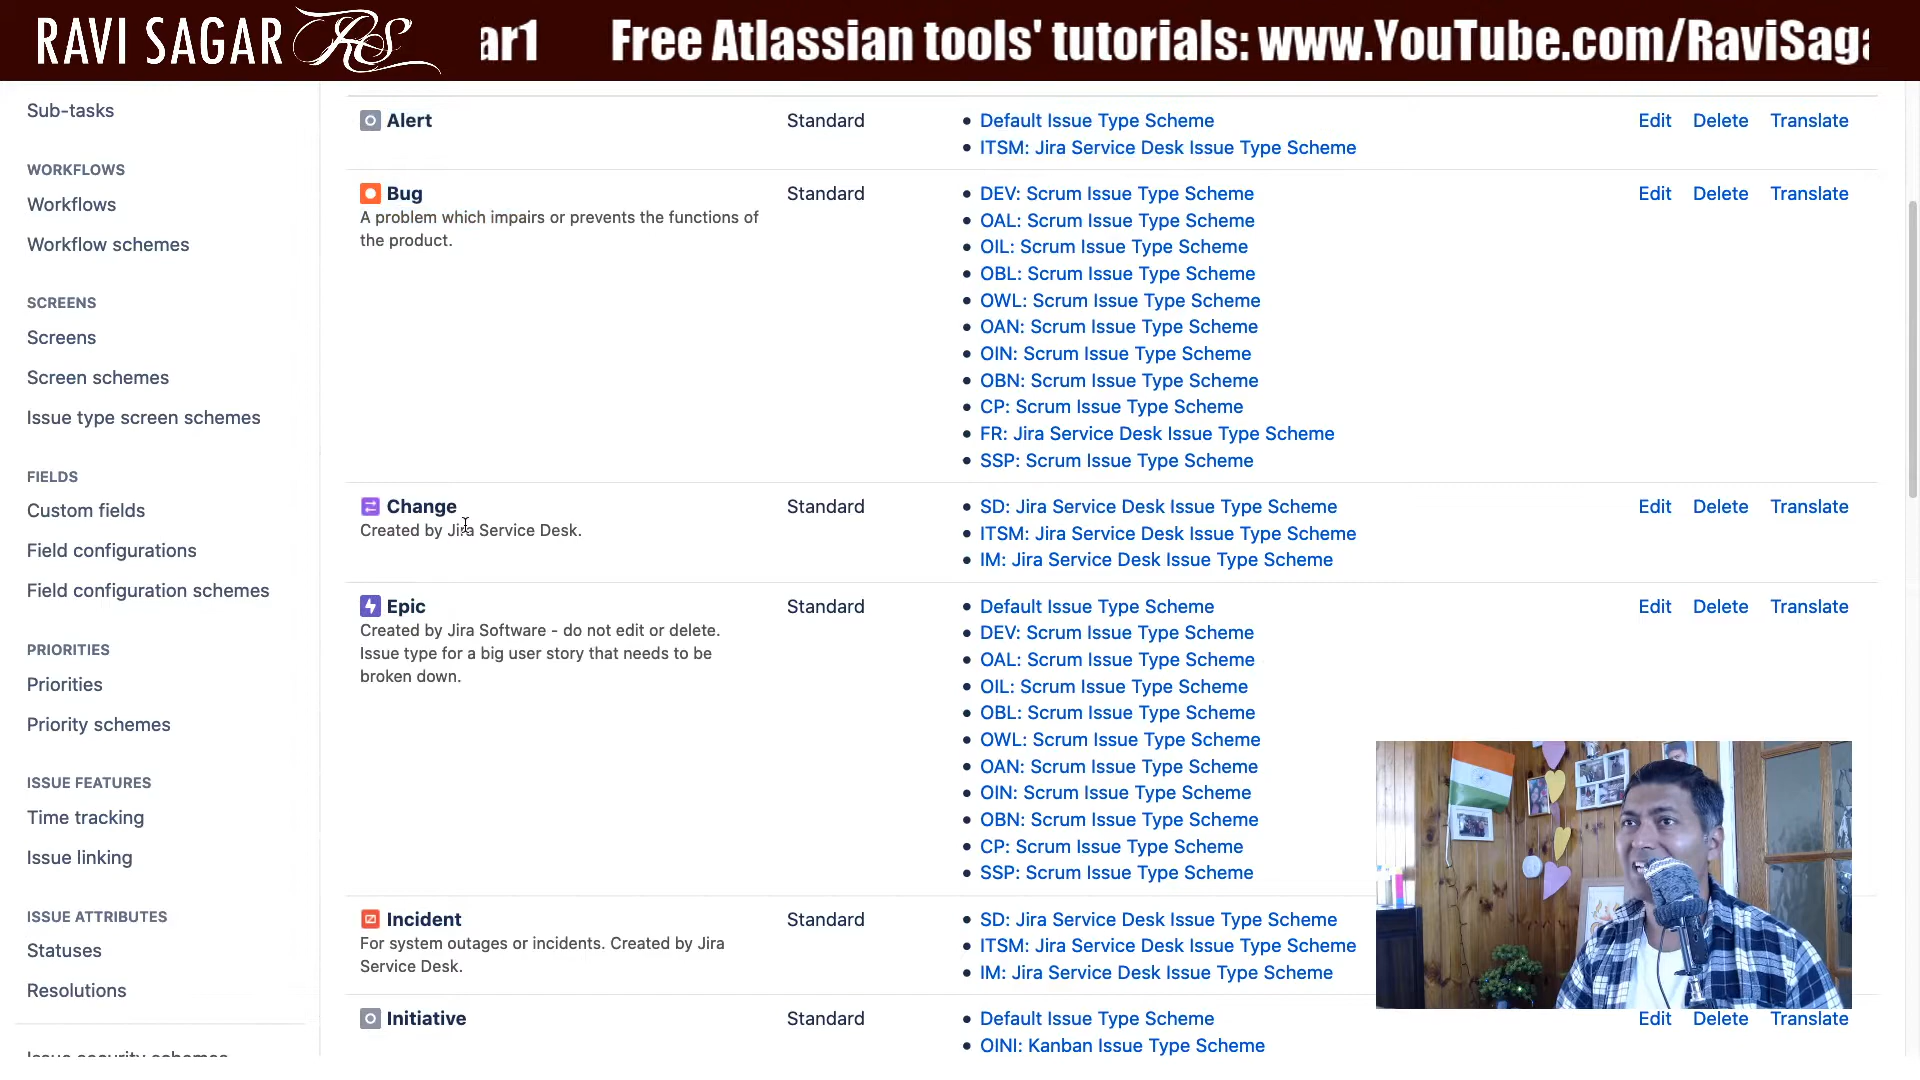 RAVI SAGAR RS ar1 Free Atlassian tools' tutorials: www.YouTube.com/RaviSaga
Sub-tasks
WORKFLOWS
Workflows
Workflow schemes
SCREENS
Screens
Screen schemes
Issue type screen schemes
FIELDS
Custom fields
Field configurations
Field configuration schemes
PRIORITIES
Priorities
Priority schemes
ISSUE FEATURES
Time tracking
Issue linking
ISSUE ATTRIBUTES
Statuses
Resolutions
Issue security schemes
Alert Standard
• Default Issue Type Scheme
• ITSM: Jira Service Desk Issue Type Scheme
Edit Delete Translate
Bug
A problem which impairs or prevents the functions of
the product.
Standard
• DEV: Scrum Issue Type Scheme
• OAL: Scrum Issue Type Scheme
• OIL: Scrum Issue Type Scheme
• OBL: Scrum Issue Type Scheme
• OWL: Scrum Issue Type Scheme
• OAN: Scrum Issue Type Scheme
• OIN: Scrum Issue Type Scheme
• OBN: Scrum Issue Type Scheme
• CP: Scrum Issue Type Scheme
• FR: Jira Service Desk Issue Type Scheme
• SSP: Scrum Issue Type Scheme
Edit Delete Translate
Change
Created by Jira Service Desk.
Standard
• SD: Jira Service Desk Issue Type Scheme
• ITSM: Jira Service Desk Issue Type Scheme
• IM: Jira Service Desk Issue Type Scheme
Edit Delete Translate
Epic
Created by Jira Software - do not edit or delete.
Issue type for a big user story that needs to be
broken down.
Standard
• Default Issue Type Scheme
• DEV: Scrum Issue Type Scheme
• OAL: Scrum Issue Type Scheme
• OIL: Scrum Issue Type Scheme
• OBL: Scrum Issue Type Scheme
• OWL: Scrum Issue Type Scheme
• OAN: Scrum Issue Type Scheme
• OIN: Scrum Issue Type Scheme
• OBN: Scrum Issue Type Scheme
• CP: Scrum Issue Type Scheme
• SSP: Scrum Issue Type Scheme
Edit Delete Translate
Incident
For system outages or incidents. Created by Jira
Service Desk.
Standard
• SD: Jira Service Desk Issue Type Scheme
• ITSM: Jira Service Desk Issue Type Scheme
• IM: Jira Service Desk Issue Type Scheme
Initiative Standard
• Default Issue Type Scheme
• OINI: Kanban Issue Type Scheme
Edit Delete Translate